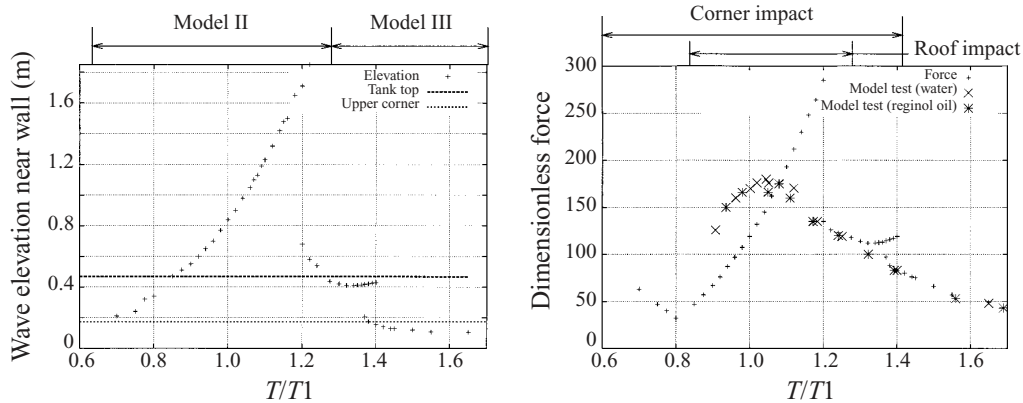 Model II
Model III
Wave elevation near wall (m)
1.6
1.2
0.8
0.4
0
Elevation
Tank top
Upper corner
0.6
0.8
1.0
1.2
1.4
1.6
T/T1
Corner impact
Roof impact
Dimensionless force
300
250
200
150
100
50
0
Force
Model test (water)
Model test (reginol oil)
0.6
0.8
1.0
1.2
1.4
1.6
T/T1